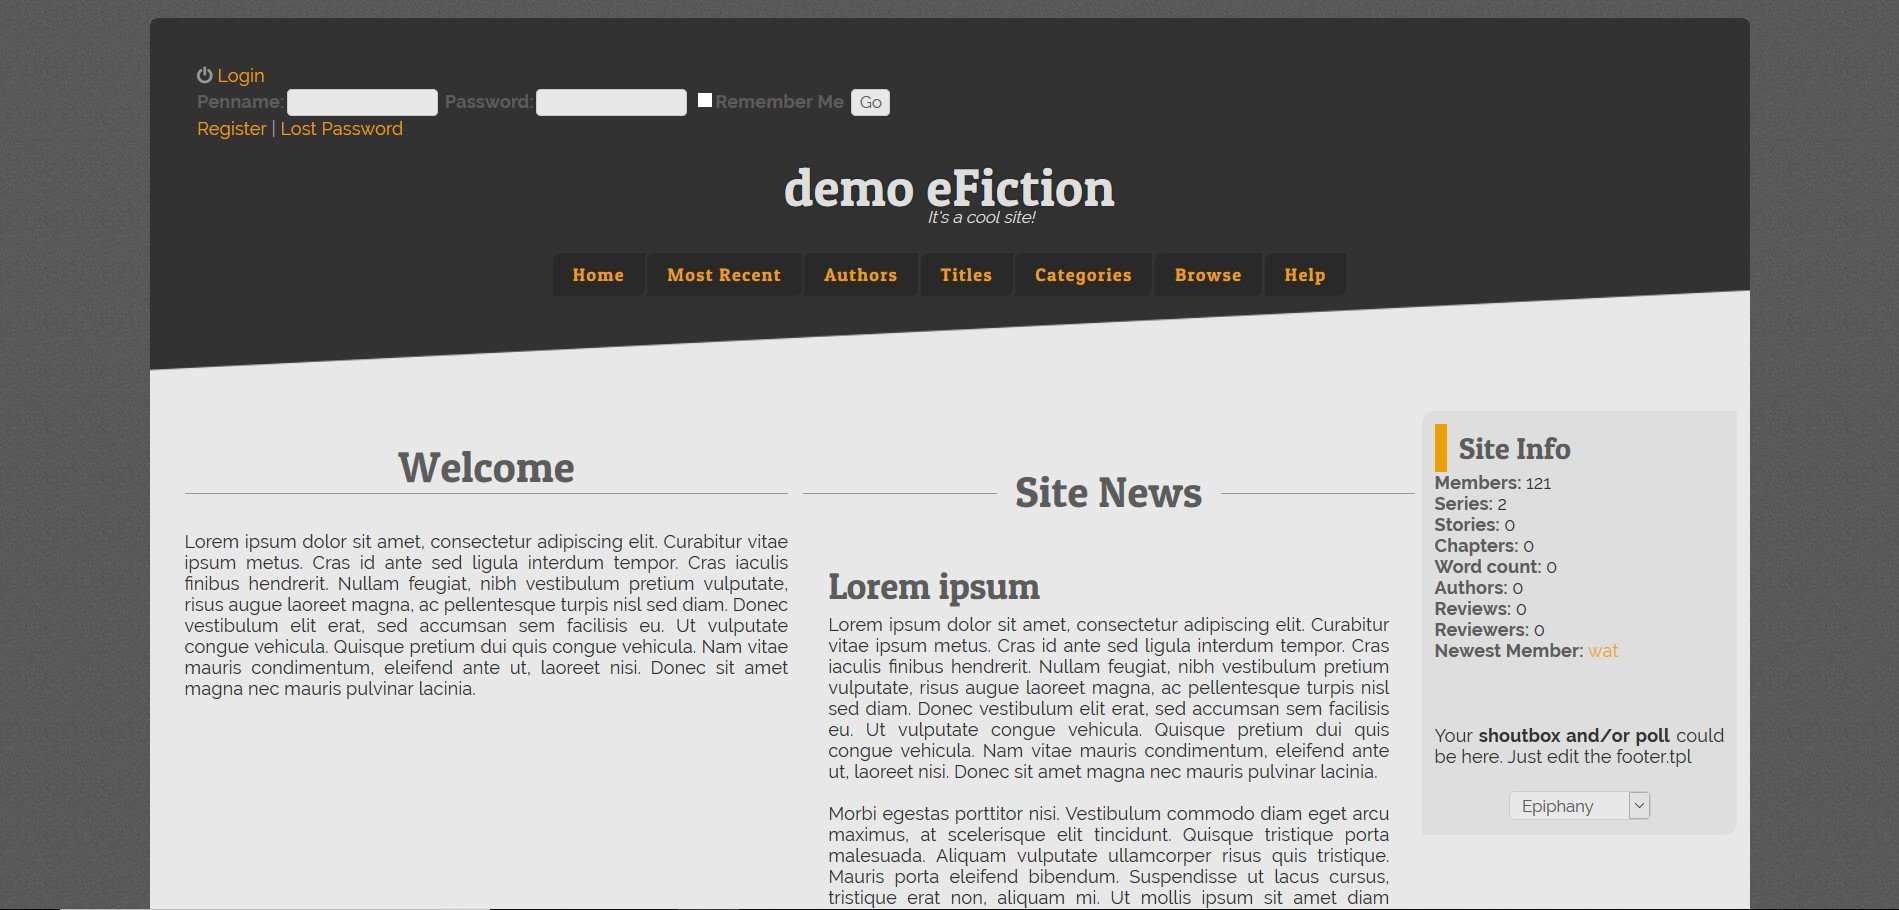 Login
Penname: Password: Remember Me Go
Register | Lost Password
demo eFiction
It's a cool site!
Home Most Recent Authors Titles Categories Browse Help
Welcome
Lorem ipsum dolor sit amet, consectetur adipiscing elit. Curabitur vitae
ipsum metus. Cras id ante sed ligula interdum tempor. Cras iaculis
finibus hendrerit. Nullam feugiat, nibh vestibulum pretium vulputate,
risus augue laoreet magna, ac pellentesque turpis nisl sed diam. Donec
vestibulum elit erat, sed accumsan sem facilisis eu. Ut vulputate
congue vehicula. Quisque pretium dui quis congue vehicula. Nam vitae
mauris condimentum, eleifend ante ut, laoreet nisi. Donec sit amet
magna nec mauris pulvinar lacinia.
Site News
Lorem ipsum
Lorem ipsum dolor sit amet, consectetur adipiscing elit. Curabitur
vitae ipsum metus. Cras id ante sed ligula interdum tempor. Cras
iaculis finibus hendrerit. Nullam feugiat, nibh vestibulum pretium
vulputate, risus augue laoreet magna, ac pellentesque turpis nisl
sed diam. Donec vestibulum elit erat, sed accumsan sem facilisis
eu. Ut vulputate congue vehicula. Quisque pretium dui quis
congue vehicula. Nam vitae mauris condimentum, eleifend ante
ut, laoreet nisi. Donec sit amet magna nec mauris pulvinar lacinia.
Morbi egestas porttitor nisi. Vestibulum commodo diam eget arcu
maximus, at scelerisque elit tincidunt. Quisque tristique porta
malesuada. Aliquam vulputate ullamcorper risus quis tristique.
Mauris porta eleifend bibendum. Suspendisse ut lacus cursus,
tristique erat non, aliquam mi. Ut mollis ipsum sit amet diam
Site Info
Members: 121
Series: 2
Stories: 0
Chapters: 0
Word count: 0
Authors: 0
Reviews: 0
Reviewers: 0
Newest Member: wat
Your shoutbox and/or poll could
be here. Just edit the footer.tpl
Epiphany